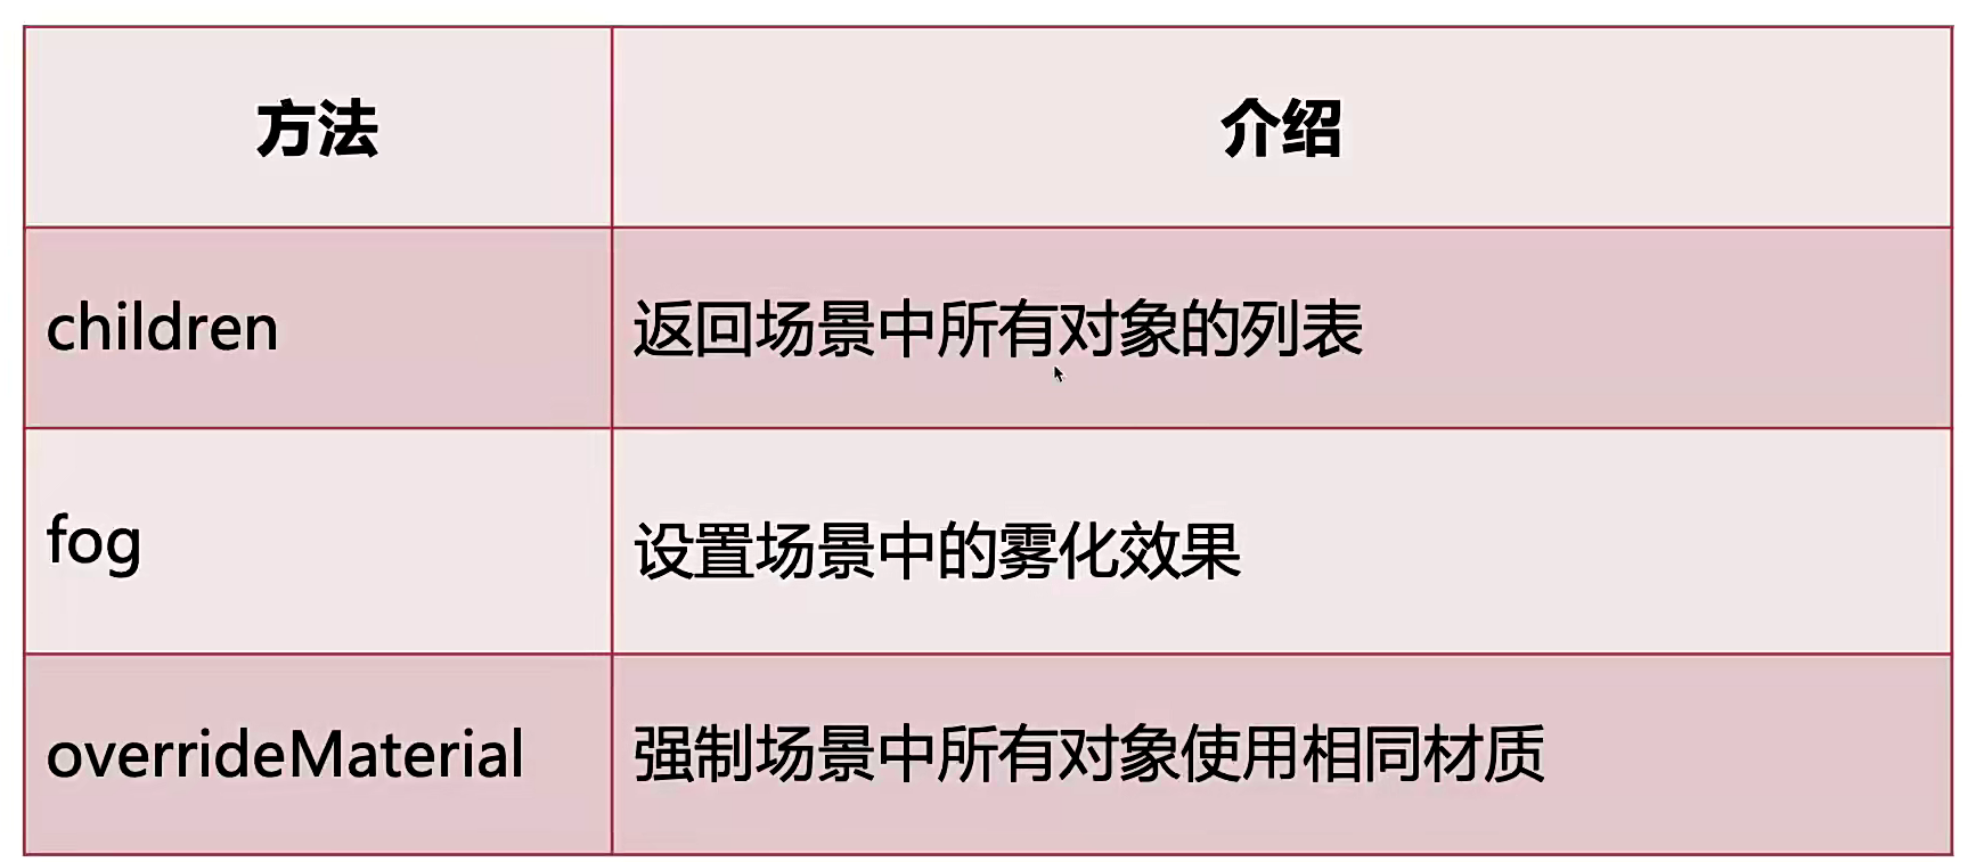 方法
介绍
children
返回场景中所有对象的列表
fog
设置场景中的雾化效果
overrideMaterial
强制场景中所有对象使用相同材质